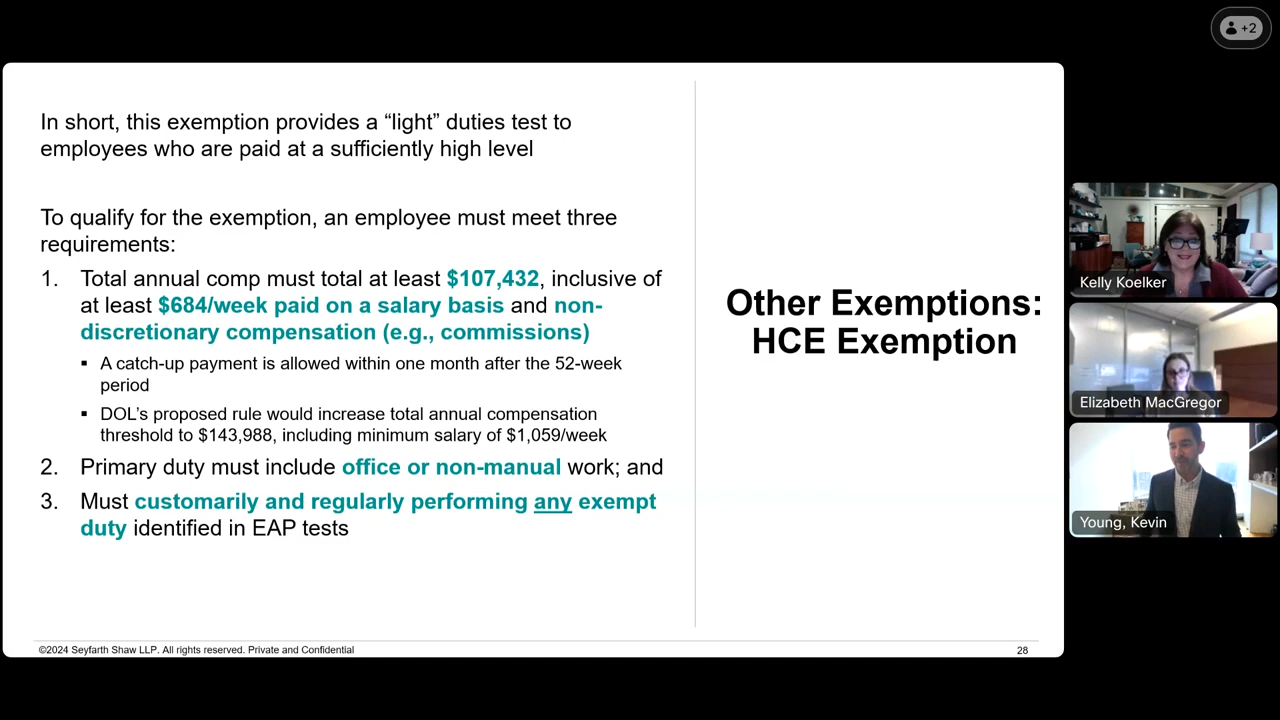 +2
In short, this exemption provides a “light” duties test to
employees who are paid at a sufficiently high level
To qualify for the exemption, an employee must meet three
requirements:
1. Total annual comp must total at least $107,432, inclusive of
at least $684/week paid on a salary basis and non-
discretionary compensation (e.g., commissions)
▪ A catch-up payment is allowed within one month after the 52-week
period
▪ DOL’s proposed rule would increase total annual compensation
threshold to $143,988, including minimum salary of $1,059/week
2. Primary duty must include office or non-manual work; and
3. Must customarily and regularly performing any exempt
duty identified in EAP tests
Other Exemptions:
HCE Exemption
©2024 Seyfarth Shaw LLP. All rights reserved. Private and Confidential
28
Kelly Koelker
Elizabeth MacGregor
Young, Kevin